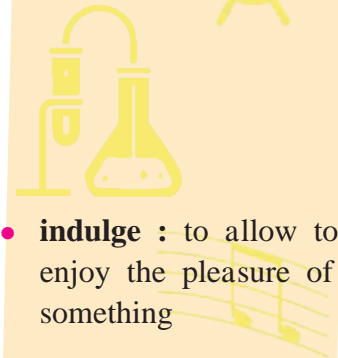 • indulge : to allow to
enjoy the pleasure of
something